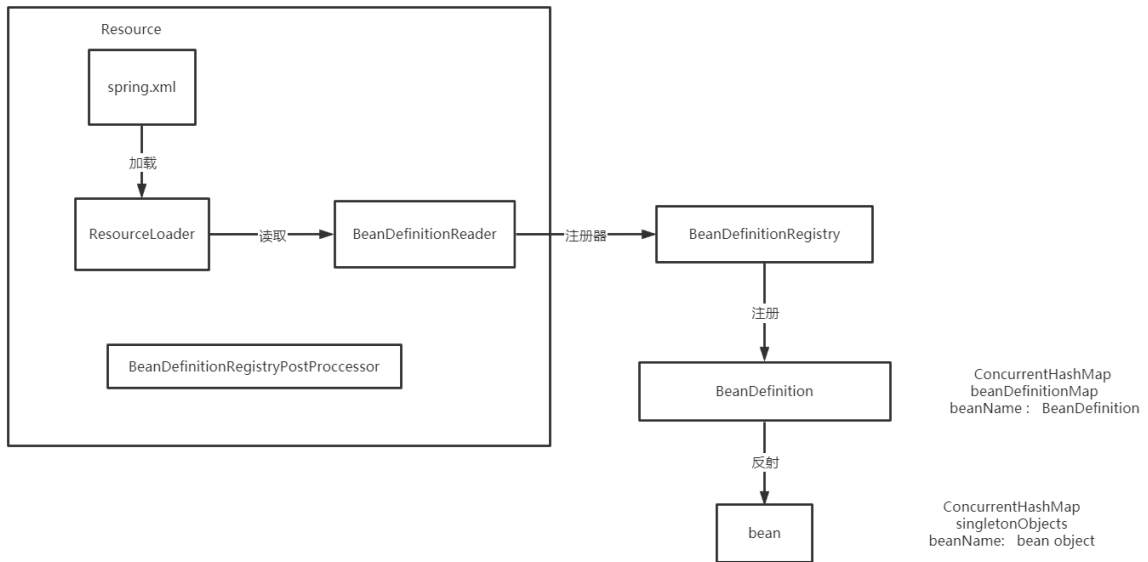 Resource
spring.xml
加载
ResourceLoader
读取
BeanDefinitionReader
注册器
BeanDefinitionRegistry
注册
BeanDefinitionRegistryPostProccessor
BeanDefinition
ConcurrentHashMap
beanDefinitionMap
beanName： BeanDefinition
反射
bean
ConcurrentHashMap
singletonObjects
beanName: bean object